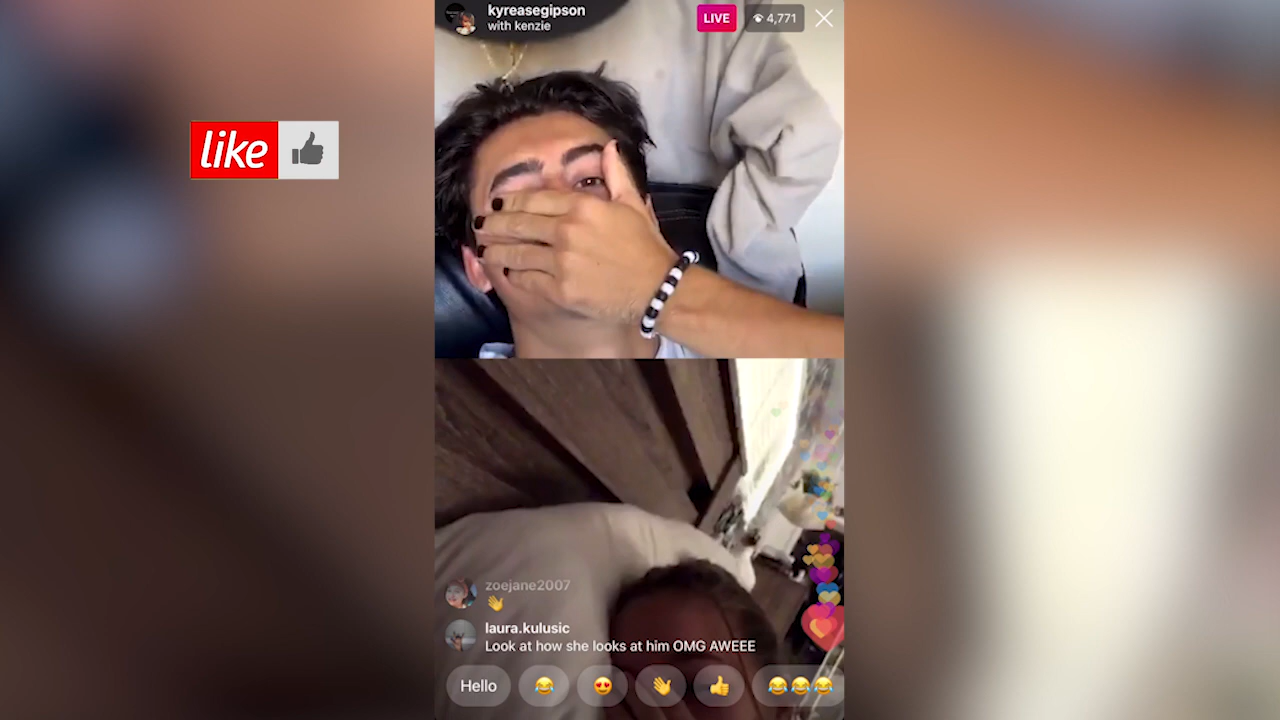 kyreasegipson
with kenzie
LIVE
4,771
like
zoejane2007
👋
laura.kulusic
Look at how she looks at him OMG AWEEE
Hello 😂 😍 👋 👍 😂😂😂